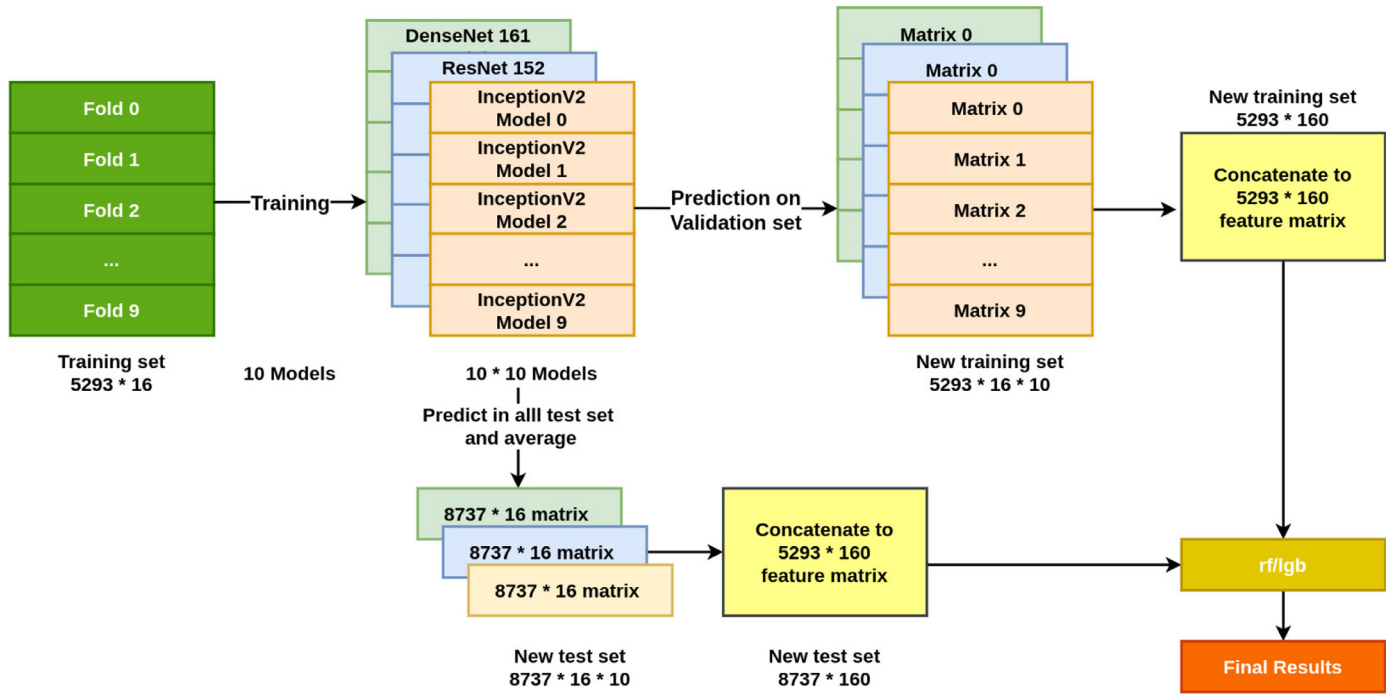 Fold 0
Fold 1
Fold 2
...
Fold 9
Training set
5293 * 16
Training
10 Models
DenseNet 161
ResNet 152
InceptionV2
Model 0
InceptionV2
Model 1
InceptionV2
Model 2
...
InceptionV2
Model 9
10 * 10 Models
Prediction on
Validation set
Matrix 0
Matrix 0
Matrix 0
Matrix 1
Matrix 2
...
Matrix 9
New training set
5293 * 16 * 10
New training set
5293 * 160
Concatenate to
5293 * 160
feature matrix
Predict in alll test set
and average
8737 * 16 matrix
8737 * 16 matrix
8737 * 16 matrix
New test set
8737 * 16 * 10
Concatenate to
5293 * 160
feature matrix
New test set
8737 * 160
rf/lgb
Final Results